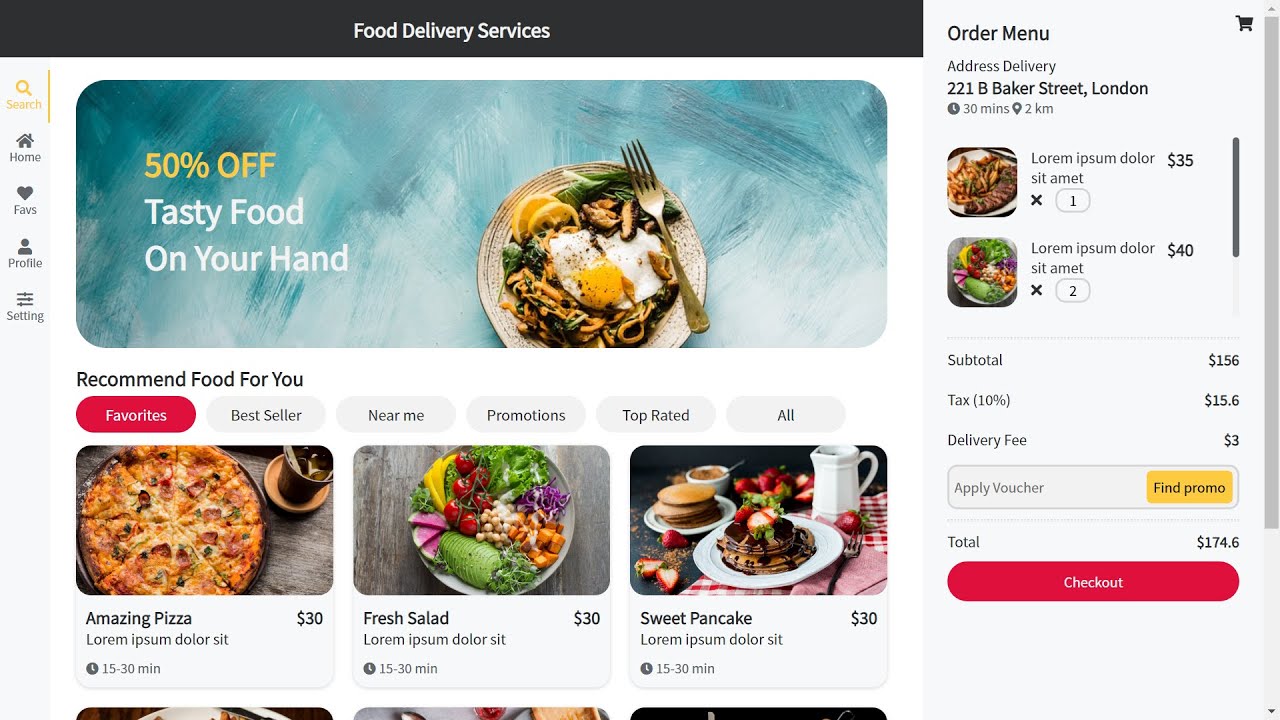 Food Delivery Services
Search
Home
Favs
Profile
Setting
50% OFF
Tasty Food
On Your Hand
Recommend Food For You
Favorites
Best Seller
Near me
Promotions
Top Rated
All
Amazing Pizza $30
Lorem ipsum dolor sit
15-30 min
Fresh Salad $30
Lorem ipsum dolor sit
15-30 min
Sweet Pancake $30
Lorem ipsum dolor sit
15-30 min
Order Menu
Address Delivery
221 B Baker Street, London
30 mins 2 km
Lorem ipsum dolor $35
sit amet
1
Lorem ipsum dolor $40
sit amet
2
Subtotal $156
Tax (10%) $15.6
Delivery Fee $3
Apply Voucher Find promo
Total $174.6
Checkout